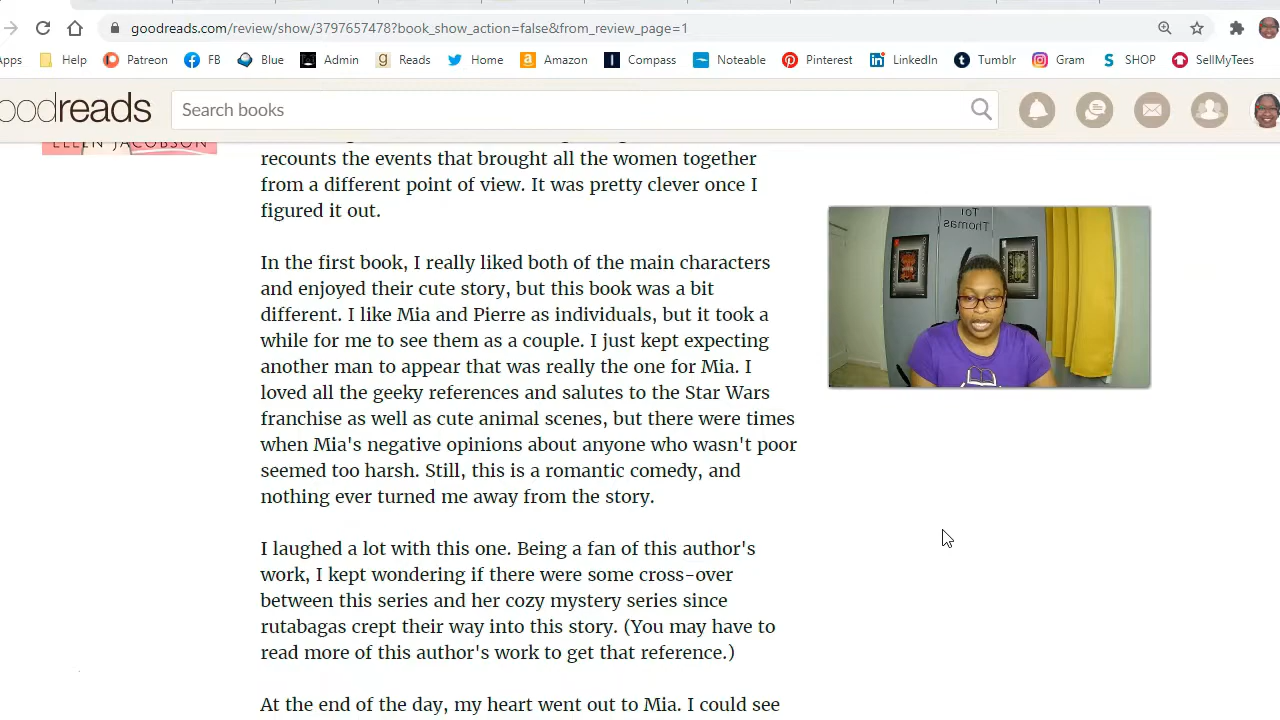 goodreads.com/review/show/3797657478?book_show_action=false&from_review_page=1
Apps Help Patreon FB Blue Admin Reads Home Amazon Compass Noteable Pinterest LinkedIn Tumblr Gram SHOP SellMyTees
goodreads Search books
ELLEN JACOBSON
recounts the events that brought all the women together
from a different point of view. It was pretty clever once I
figured it out.
Toi
Thomas
In the first book, I really liked both of the main characters
and enjoyed their cute story, but this book was a bit
different. I like Mia and Pierre as individuals, but it took a
while for me to see them as a couple. I just kept expecting
another man to appear that was really the one for Mia. I
loved all the geeky references and salutes to the Star Wars
franchise as well as cute animal scenes, but there were times
when Mia's negative opinions about anyone who wasn't poor
seemed too harsh. Still, this is a romantic comedy, and
nothing ever turned me away from the story.
I laughed a lot with this one. Being a fan of this author's
work, I kept wondering if there were some cross-over
between this series and her cozy mystery series since
rutabagas crept their way into this story. (You may have to
read more of this author's work to get that reference.)
At the end of the day, my heart went out to Mia. I could see